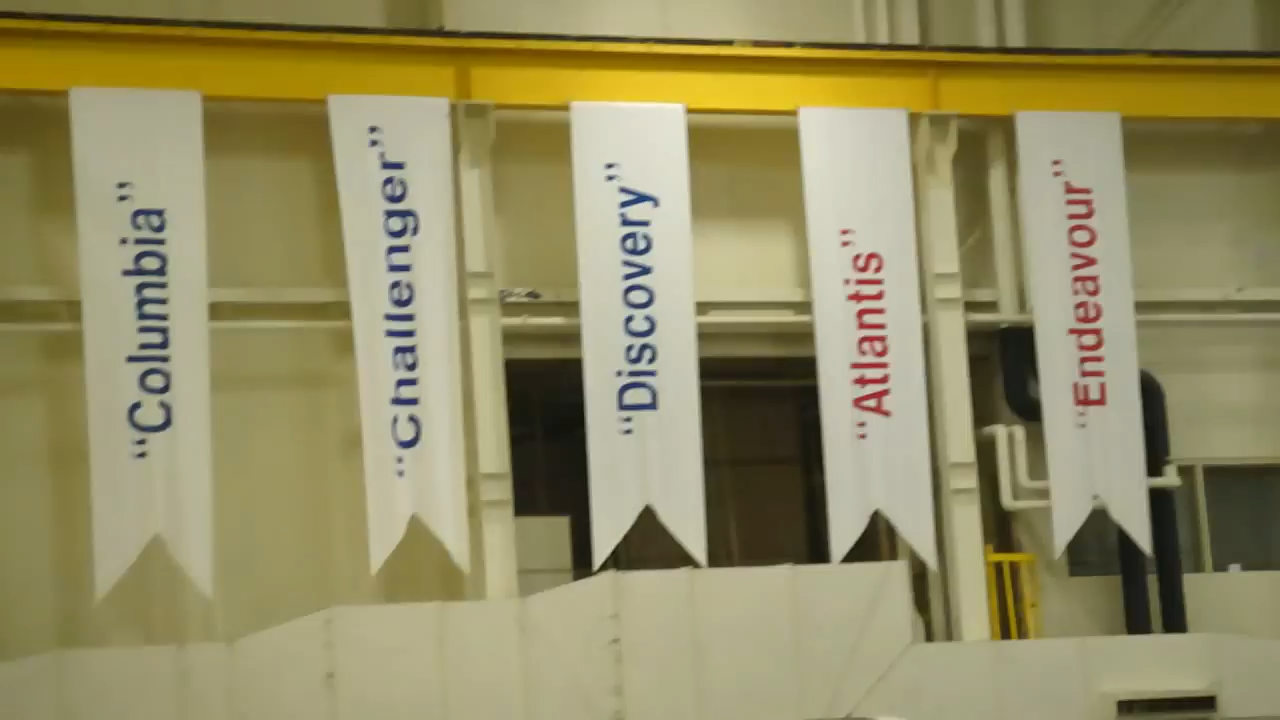 “Columbia”
“Challenger”
“Discovery”
“Atlantis”
“Endeavour”